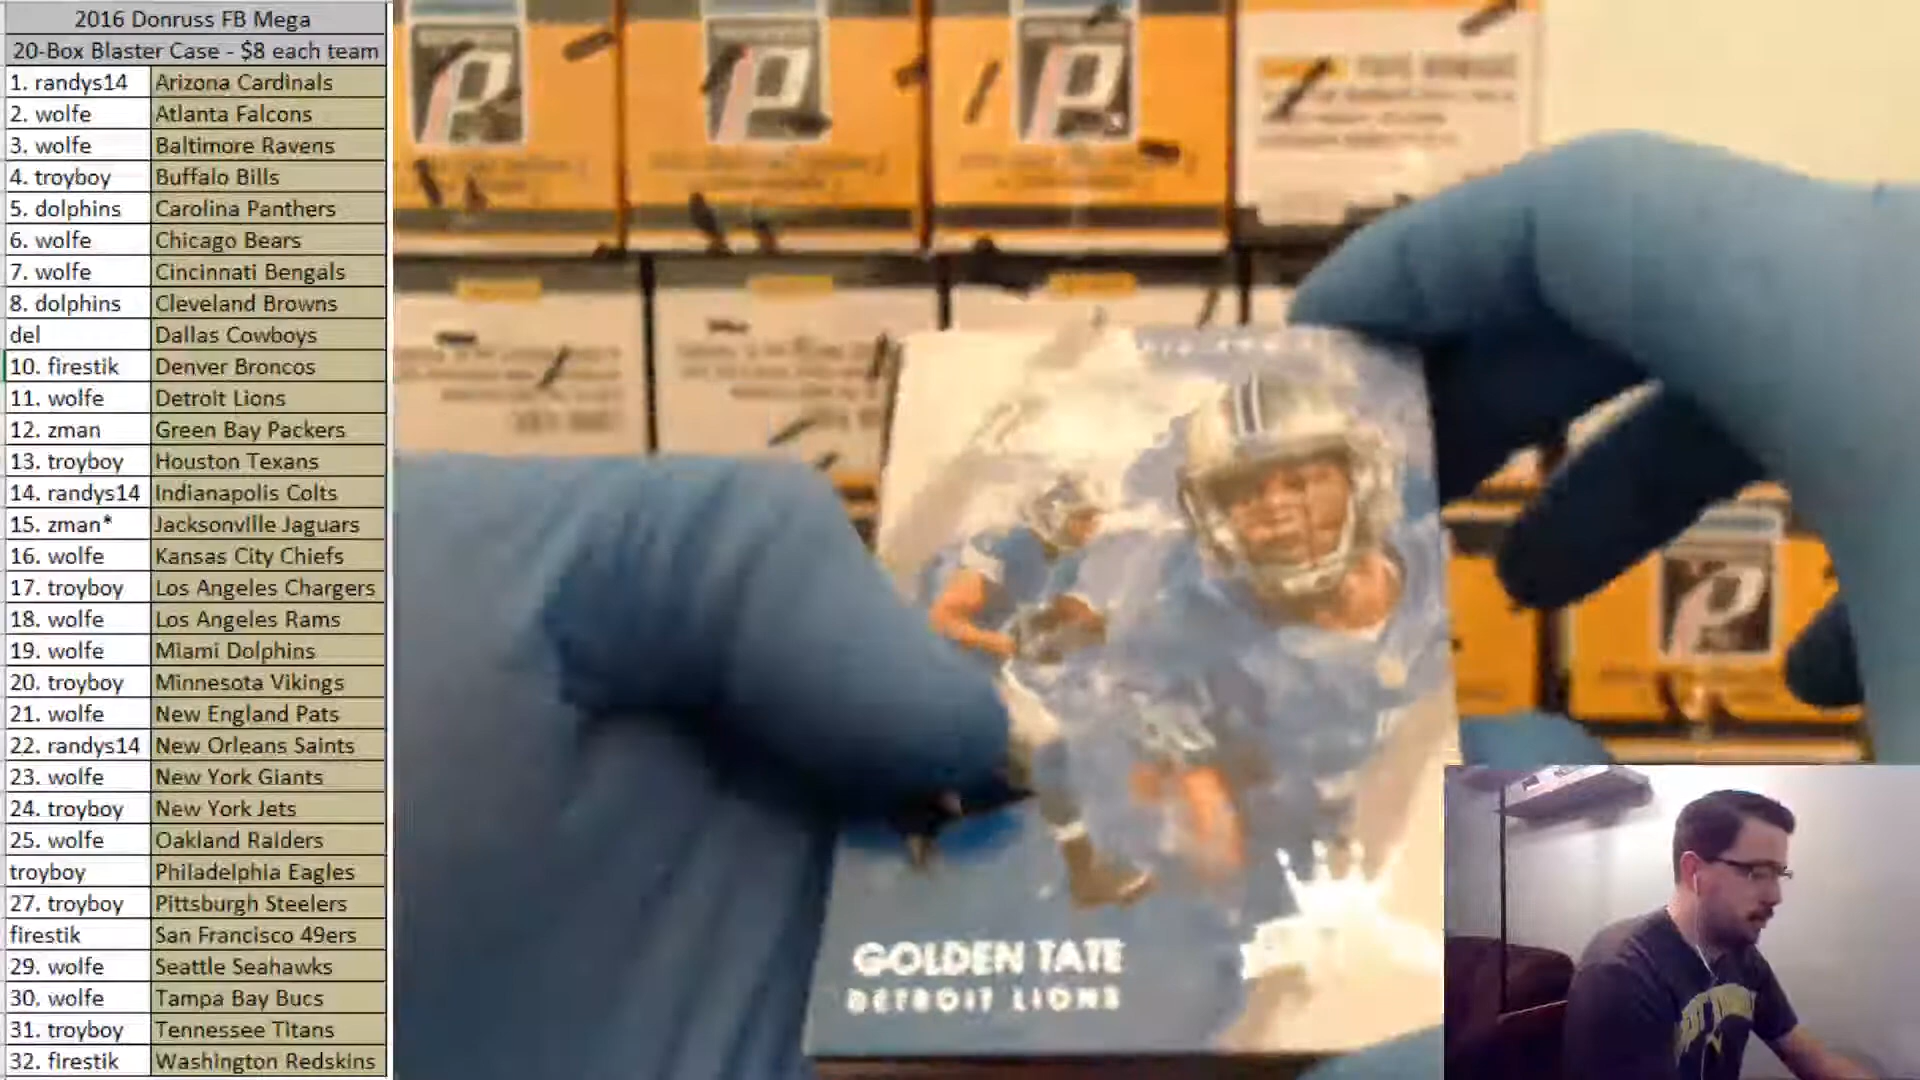 2016 Donruss FB Mega
20-Box Blaster Case - $8 each team
1. randys14 Arizona Cardinals
2. wolfe Atlanta Falcons
3. wolfe Baltimore Ravens
4. troyboy Buffalo Bills
5. dolphins Carolina Panthers
6. wolfe Chicago Bears
7. wolfe Cincinnati Bengals
8. dolphins Cleveland Browns
del Dallas Cowboys
10. firestik Denver Broncos
11. wolfe Detroit Lions
12. zman Green Bay Packers
13. troyboy Houston Texans
14. randys14 Indianapolis Colts
15. zman* Jacksonville Jaguars
16. wolfe Kansas City Chiefs
17. troyboy Los Angeles Chargers
18. wolfe Los Angeles Rams
19. wolfe Miami Dolphins
20. troyboy Minnesota Vikings
21. wolfe New England Pats
22. randys14 New Orleans Saints
23. wolfe New York Giants
24. troyboy New York Jets
25. wolfe Oakland Raiders
troyboy Philadelphia Eagles
27. troyboy Pittsburgh Steelers
firestik San Francisco 49ers
29. wolfe Seattle Seahawks
30. wolfe Tampa Bay Bucs
31. troyboy Tennessee Titans
32. firestik Washington Redskins
GOLDEN TATE
DETROIT LIONS